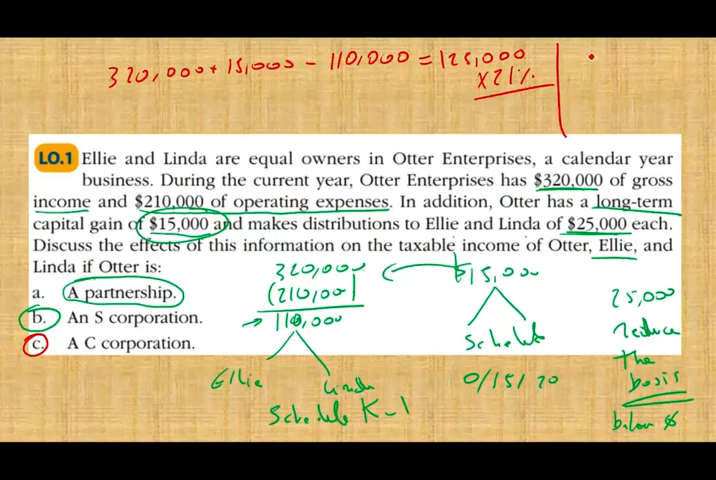 320,000 + 15,000 - 110,000 = 125,000
x 21%
LO.1 Ellie and Linda are equal owners in Otter Enterprises, a calendar year
business. During the current year, Otter Enterprises has $320,000 of gross
income and $210,000 of operating expenses. In addition, Otter has a long-term
capital gain of $15,000 and makes distributions to Ellie and Linda of $25,000 each.
Discuss the effects of this information on the taxable income of Otter, Ellie, and
Linda if Otter is:
a. A partnership.
b. An S corporation.
c. A C corporation.
320,000
(210,000)
110,000
Ellie Linda
Schedule K-1
$15,000
Schedule
0/15/20
25,000
reduce
the
basis
below